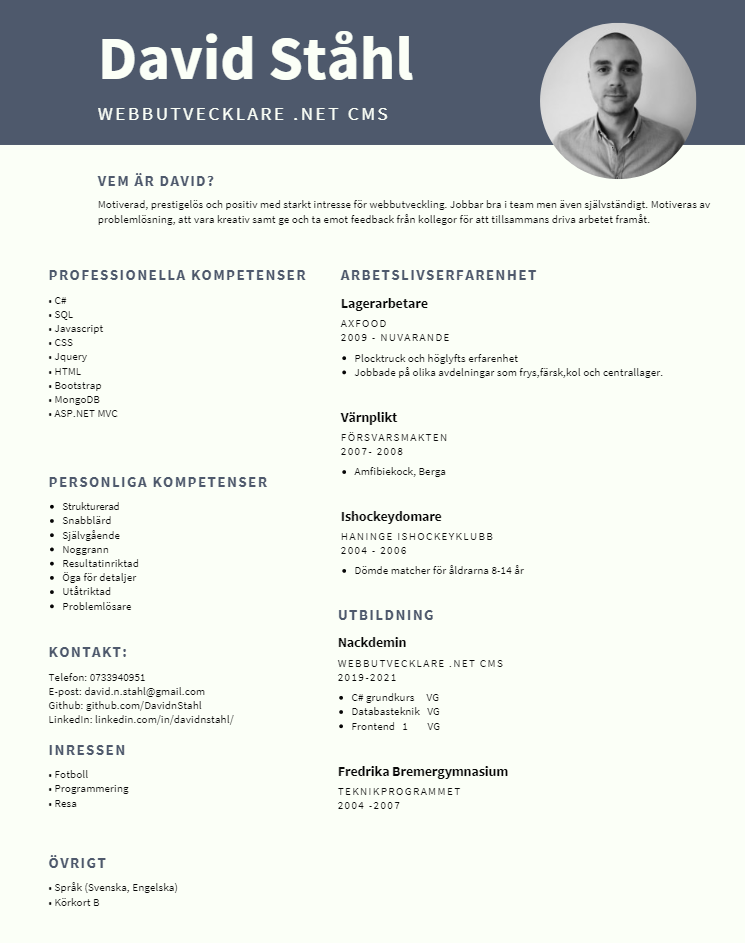 David Ståhl
WEBBUTVECKLARE .NET CMS
VEM ÄR DAVID?
Motiverad, prestigelös och positiv med starkt intresse för webbutveckling. Jobbar bra i team men även självständigt. Motiveras av
problemlösning, att vara kreativ samt ge och ta emot feedback från kollegor för att tillsammans driva arbetet framåt.
PROFESSIONELLA KOMPETENSER
• C#
• SQL
• Javascript
• CSS
• Jquery
• HTML
• Bootstrap
• MongoDB
• ASP.NET MVC
PERSONLIGA KOMPETENSER
• Strukturerad
• Snabblärd
• Självgående
• Noggrann
• Resultatinriktad
• Öga för detaljer
• Utåtriktad
• Problemlösare
KONTAKT:
Telefon: 0733940951
E-post: david.n.stahl@gmail.com
Github: github.com/DavidnStahl
LinkedIn: linkedin.com/in/davidnstahl/
INRESSEN
• Fotboll
• Programmering
• Resa
ÖVRIGT
• Språk (Svenska, Engelska)
• Körkort B
ARBETSLIVSERFARENHET
Lagerarbetare
AXFOOD
2009 - NUVARANDE
• Plocktruck och höglyfts erfarenhet
• Jobbade på olika avdelningar som frys,färsk,kol och centrallager.
Värnplikt
FÖRSVARSMAKTEN
2007- 2008
• Amfibiekock, Berga
Ishockeydomare
HANINGE ISHOCKEYKLUBB
2004 - 2006
• Dömde matcher för åldrarna 8-14 år
UTBILDNING
Nackdemin
WEBBUTVECKLARE .NET CMS
2019-2021
• C# grundkurs VG
• Databasteknik VG
• Frontend 1 VG
Fredrika Bremergymnasium
TEKNIKPROGRAMMET
2004 -2007